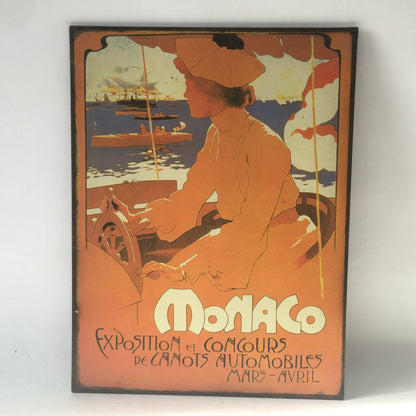 MONACO
EXPOSITION ET CONCOURS
DE CANOTS AUTOMOBILES
MARS-AVRIL